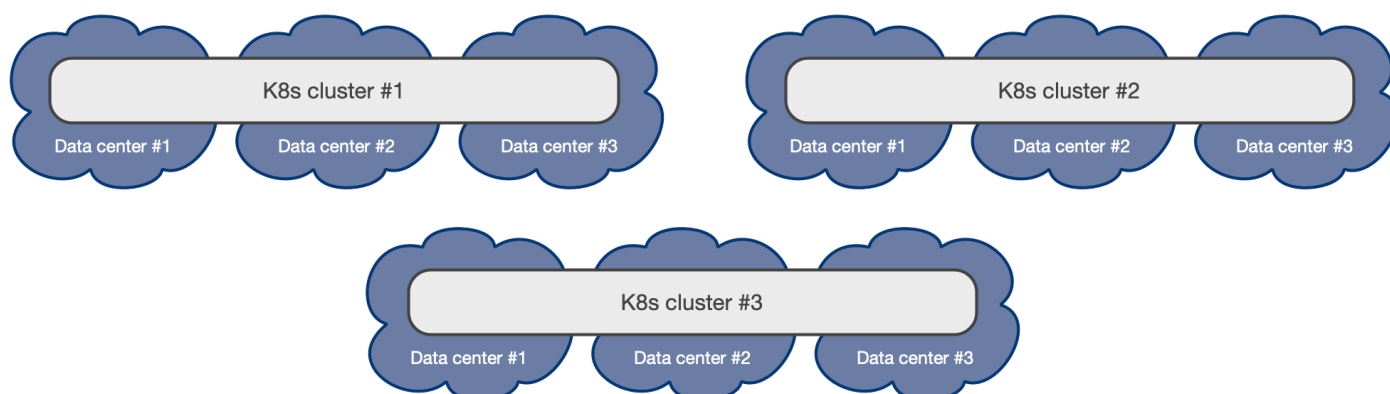 K8s cluster #1
Data center #1
Data center #2
Data center #3
K8s cluster #2
Data center #1
Data center #2
Data center #3
K8s cluster #3
Data center #1
Data center #2
Data center #3